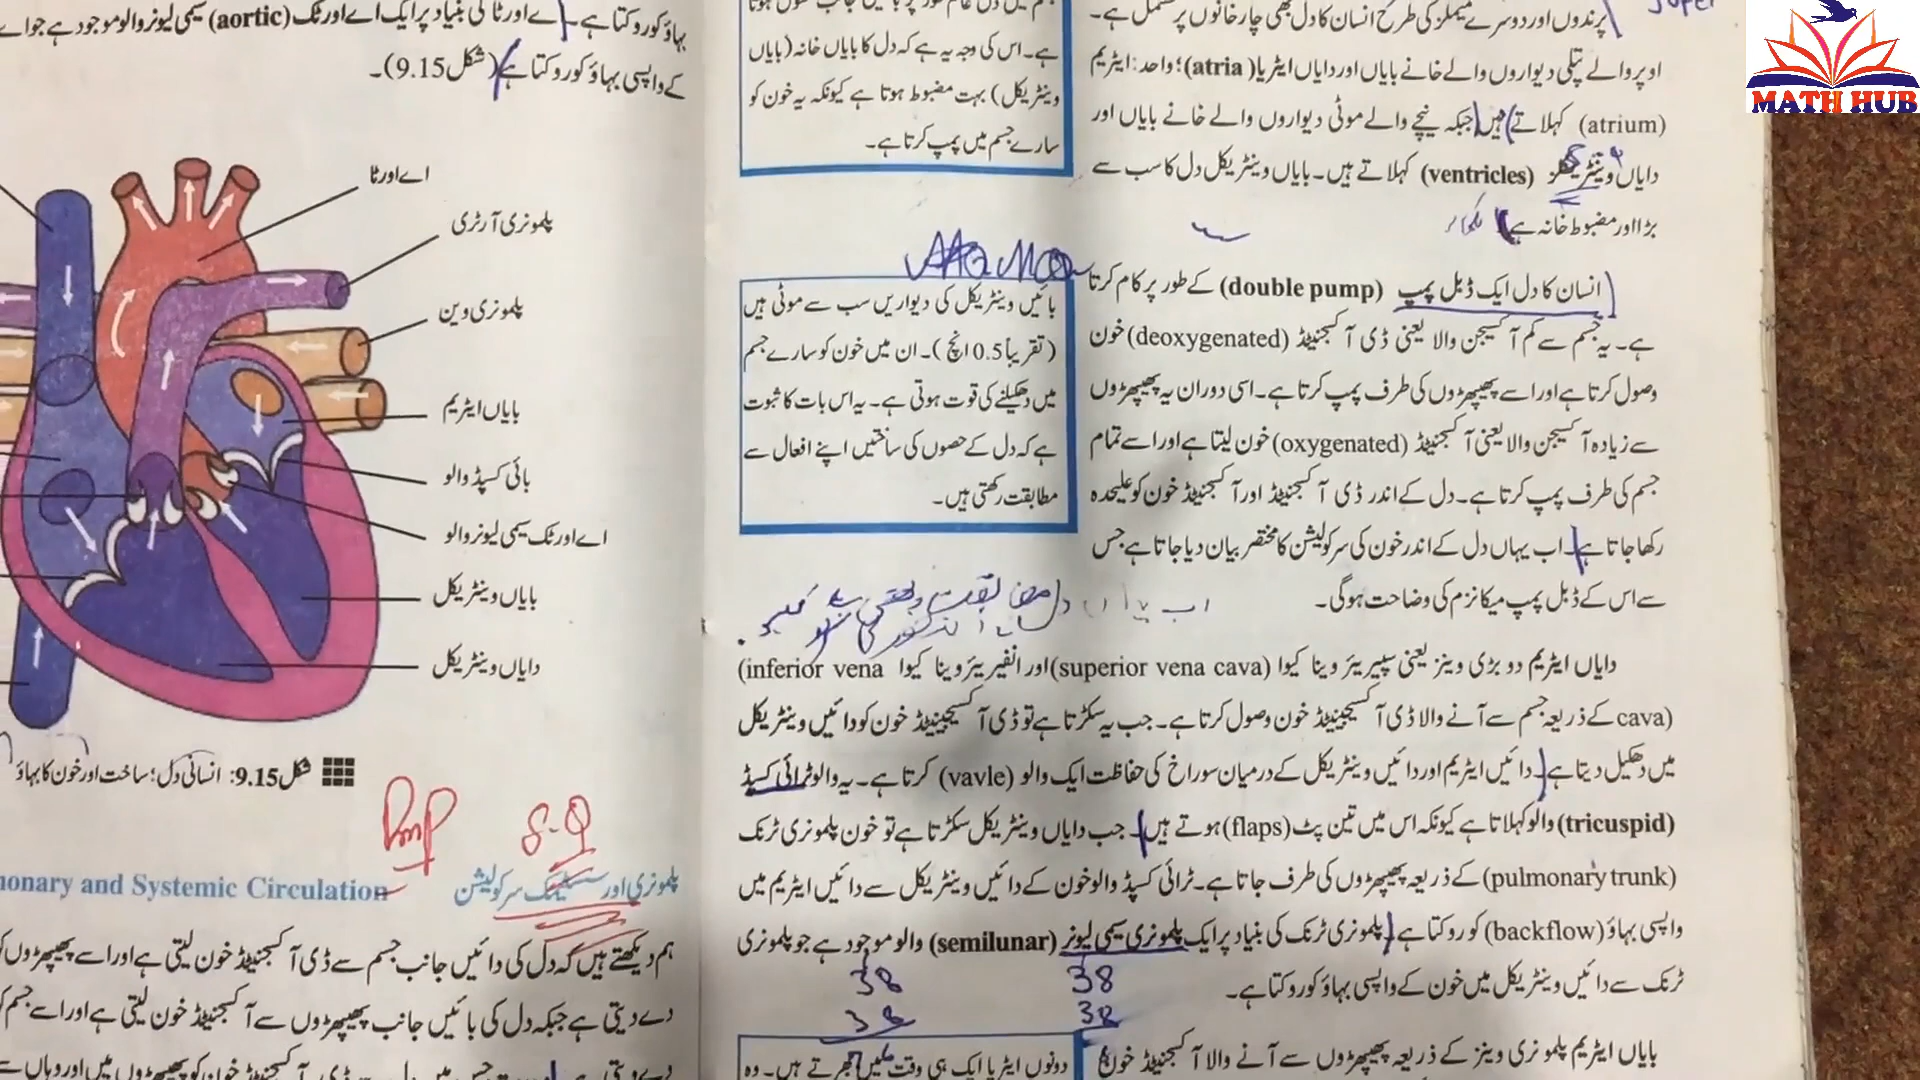 پرندوں اور دوسرے میملز کی طرح انسان کا دل بھی چار خانوں پر مشتمل ہے۔
اوپر والے پتلی دیواروں والے خانے بایاں اور دایاں ایٹریا (atria؛ واحد: ایٹریم
(atrium) کہلاتے ہیں جبکہ نیچے والے موٹی دیواروں والے خانے بایاں اور
دایاں وینٹریکلز (ventricles) کہلاتے ہیں۔ بایاں وینٹریکل دل کا سب سے
بڑا اور مضبوط خانہ ہے
ہے۔ اس کی وجہ یہ ہے کہ دل کا بایاں خانہ (بایاں
وینٹریکل) بہت مضبوط ہوتا ہے کیونکہ یہ خون کو
سارے جسم میں پمپ کرتا ہے۔
انسان کا دل ایک ڈبل پمپ (double pump) کے طور پر کام کرتا
ہے۔ یہ جسم سے کم آکسیجن والا یعنی ڈی آکسجنیٹڈ (deoxygenated) خون
وصول کرتا ہے اور اسے پھیپھڑوں کی طرف پمپ کرتا ہے۔ اسی دوران یہ پھیپھڑوں
سے زیادہ آکسیجن والا یعنی آکسجنیٹڈ (oxygenated) خون لیتا ہے اور اسے تمام
جسم کی طرف پمپ کرتا ہے۔ دل کے اندر ڈی آکسجنیٹڈ اور آکسجنیٹڈ خون کو علیحدہ
رکھا جاتا ہے۔ اب یہاں دل کے اندر خون کی سرکولیشن کا مختصر بیان دیا جاتا ہے جس
سے اس کے ڈبل پمپ میکانزم کی وضاحت ہوگی۔
بائیں وینٹریکل کی دیواریں سب سے موٹی ہیں
(تقریباً 0.5 انچ)۔ ان میں خون کو سارے جسم
میں دھکیلنے کی قوت ہوتی ہے۔ یہ اس بات کا ثبوت
ہے کہ دل کے حصوں کی ساختیں اپنے افعال سے
مطابقت رکھتی ہیں۔
دایاں ایٹریم دو بڑی وینز یعنی سپیریئر وینا کیوا (superior vena cava) اور انفیریئر وینا کیوا (inferior vena
cava) کے ذریعہ جسم سے آنے والا ڈی آکسیجینیٹڈ خون وصول کرتا ہے۔ جب یہ سکڑتا ہے تو ڈی آکسیجینیٹڈ خون کو دائیں وینٹریکل
میں دھکیل دیتا ہے۔ دائیں ایٹریم اور دائیں وینٹریکل کے درمیان سوراخ کی حفاظت ایک والو (vavle) کرتا ہے۔ یہ والو ٹرائی کسپڈ
(tricuspid) والو کہلاتا ہے کیونکہ اس میں تین پٹ (flaps) ہوتے ہیں۔ جب دایاں وینٹریکل سکڑتا ہے تو خون پلمونری ٹرنک
(pulmonary trunk) کے ذریعہ پھیپھڑوں کی طرف جاتا ہے۔ ٹرائی کسپڈ والو خون کے دائیں وینٹریکل سے دائیں ایٹریم میں
واپسی بہاؤ (backflow) کو روکتا ہے۔ پلمونری ٹرنک کی بنیاد پر ایک پلمونری سیمی لیونر (semilunar) والو موجود ہے جو پلمونری
ٹرنک سے دائیں وینٹریکل میں خون کے واپسی بہاؤ کو روکتا ہے۔
38 38
38 38
بایاں ایٹریم پلمونری وینز کے ذریعہ پھیپھڑوں سے آنے والا آکسجنیٹڈ خون
دونوں ایٹریا ایک ہی وقت میں بھرتے ہیں۔ وہ
بہاؤ کو روکتا ہے۔ اے اورٹا کی بنیاد پر ایک اے اورٹک (aortic) سیمی لیونر والو موجود ہے جو اے
کے واپسی بہاؤ کو روکتا ہے (شکل 9.15)۔
اے اورٹا
پلمونری آرٹری
پلمونری وین
بایاں ایٹریم
بائی کسپڈ والو
اے اورٹک سیمی لیونر والو
بایاں وینٹریکل
دایاں وینٹریکل
شکل 9.15: انسانی دل؛ ساخت اور خون کا بہاؤ
S-Q
پلمونری اور سسٹیمک سرکولیشن
monary and Systemic Circulation
ہم دیکھتے ہیں کہ دل کی دائیں جانب جسم سے ڈی آکسجنیٹڈ خون لیتی ہے اور اسے پھیپھڑوں
دے دیتی ہے جبکہ دل کی بائیں جانب پھیپھڑوں سے آکسجنیٹڈ خون لیتی ہے اور اسے جسم
MATH HUB